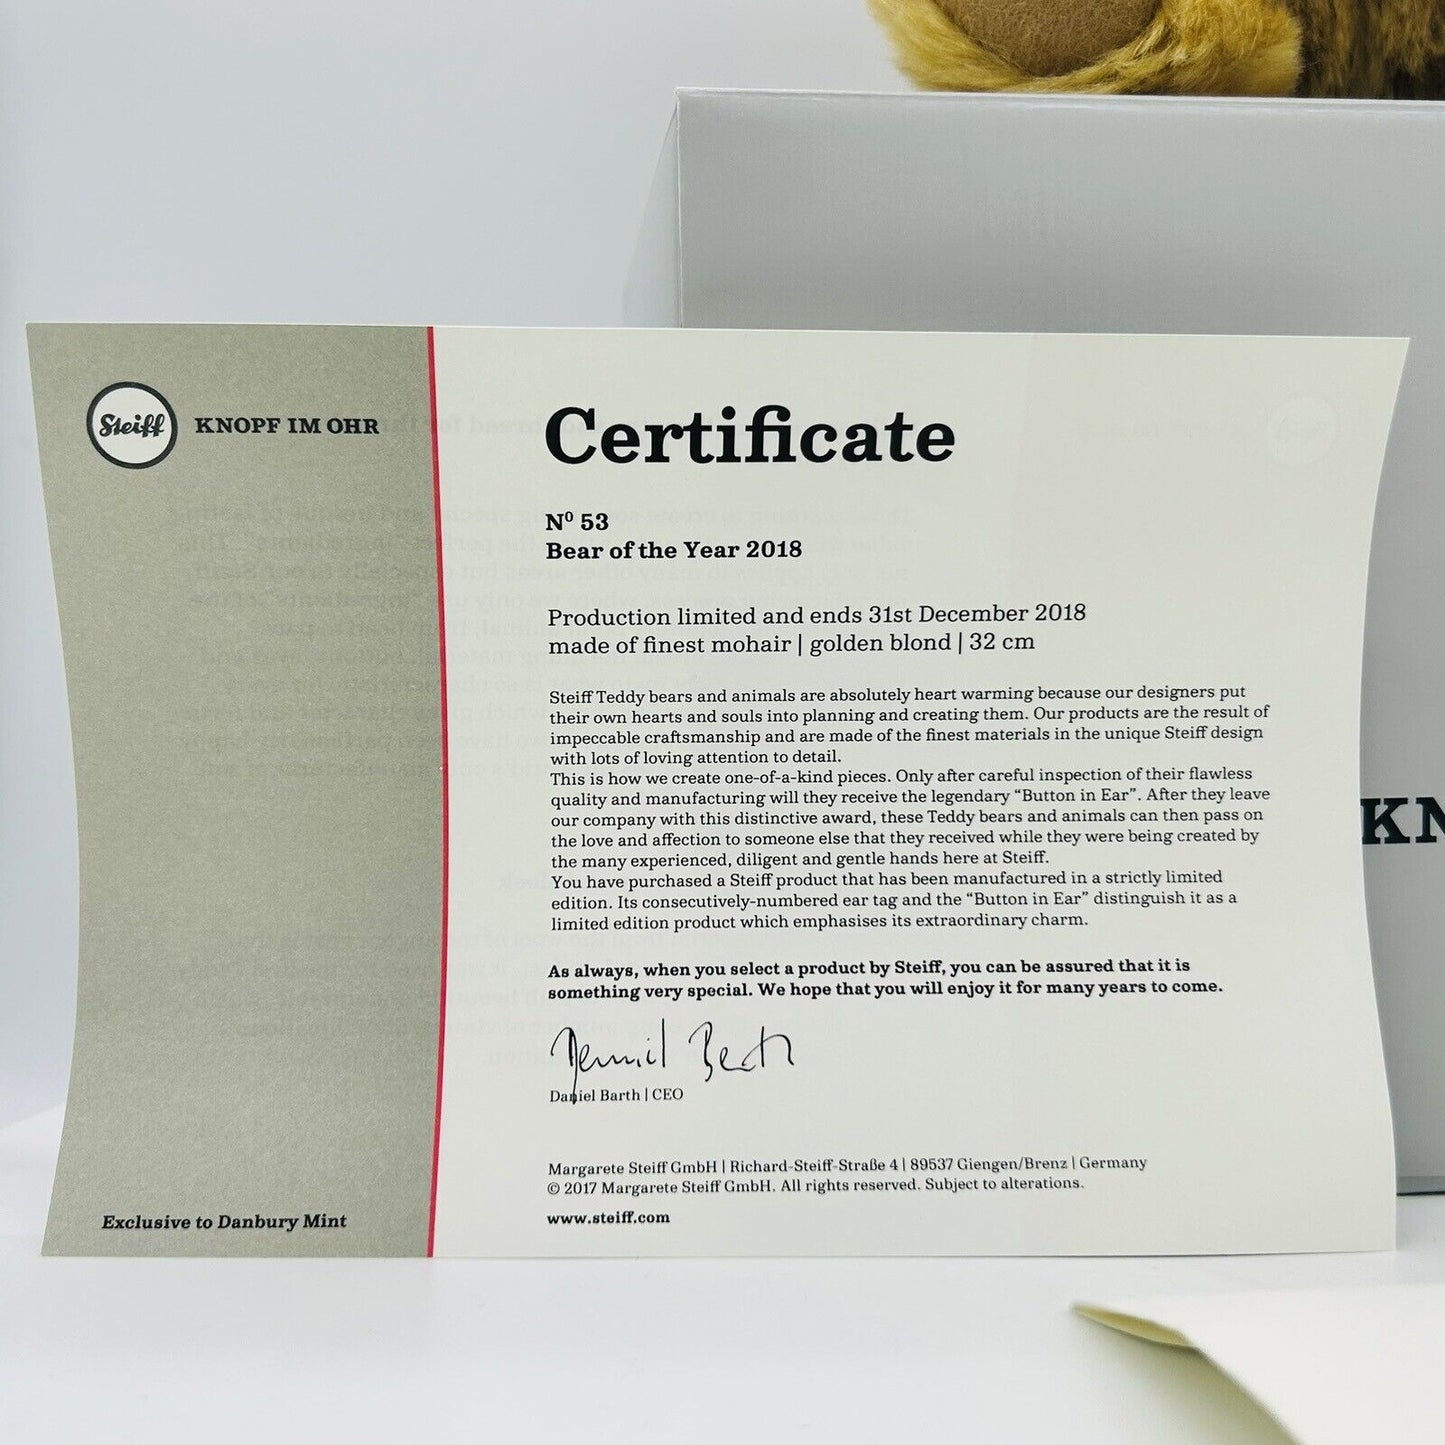 Steiff KNOPF IM OHR
Certificate
Nº 53
Bear of the Year 2018
Production limited and ends 31st December 2018
made of finest mohair | golden blond | 32 cm
Steiff Teddy bears and animals are absolutely heart warming because our designers put
their own hearts and souls into planning and creating them. Our products are the result of
impeccable craftsmanship and are made of the finest materials in the unique Steiff design
with lots of loving attention to detail.
This is how we create one-of-a-kind pieces. Only after careful inspection of their flawless
quality and manufacturing will they receive the legendary “Button in Ear”. After they leave
our company with this distinctive award, these Teddy bears and animals can then pass on
the love and affection to someone else that they received while they were being created by
the many experienced, diligent and gentle hands here at Steiff.
You have purchased a Steiff product that has been manufactured in a strictly limited
edition. Its consecutively-numbered ear tag and the “Button in Ear” distinguish it as a
limited edition product which emphasises its extraordinary charm.
As always, when you select a product by Steiff, you can be assured that it is
something very special. We hope that you will enjoy it for many years to come.
Daniel Barth | CEO
Margarete Steiff GmbH | Richard-Steiff-Straße 4 | 89537 Giengen/Brenz | Germany
© 2017 Margarete Steiff GmbH. All rights reserved. Subject to alterations.
www.steiff.com
Exclusive to Danbury Mint
KN